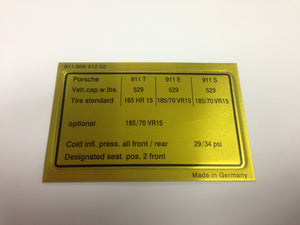 911.006 512.02
Porsche 911 T 911 E 911 S
Veh.cap.w.lbs. 529 529 529
Tire standard 165 HR 15 185/70 VR15 185/70 VR15
optional 185/70 VR15
Cold infl. press. all front / rear 29/34 psi
Designated seat. pos. 2 front
Made in Germany